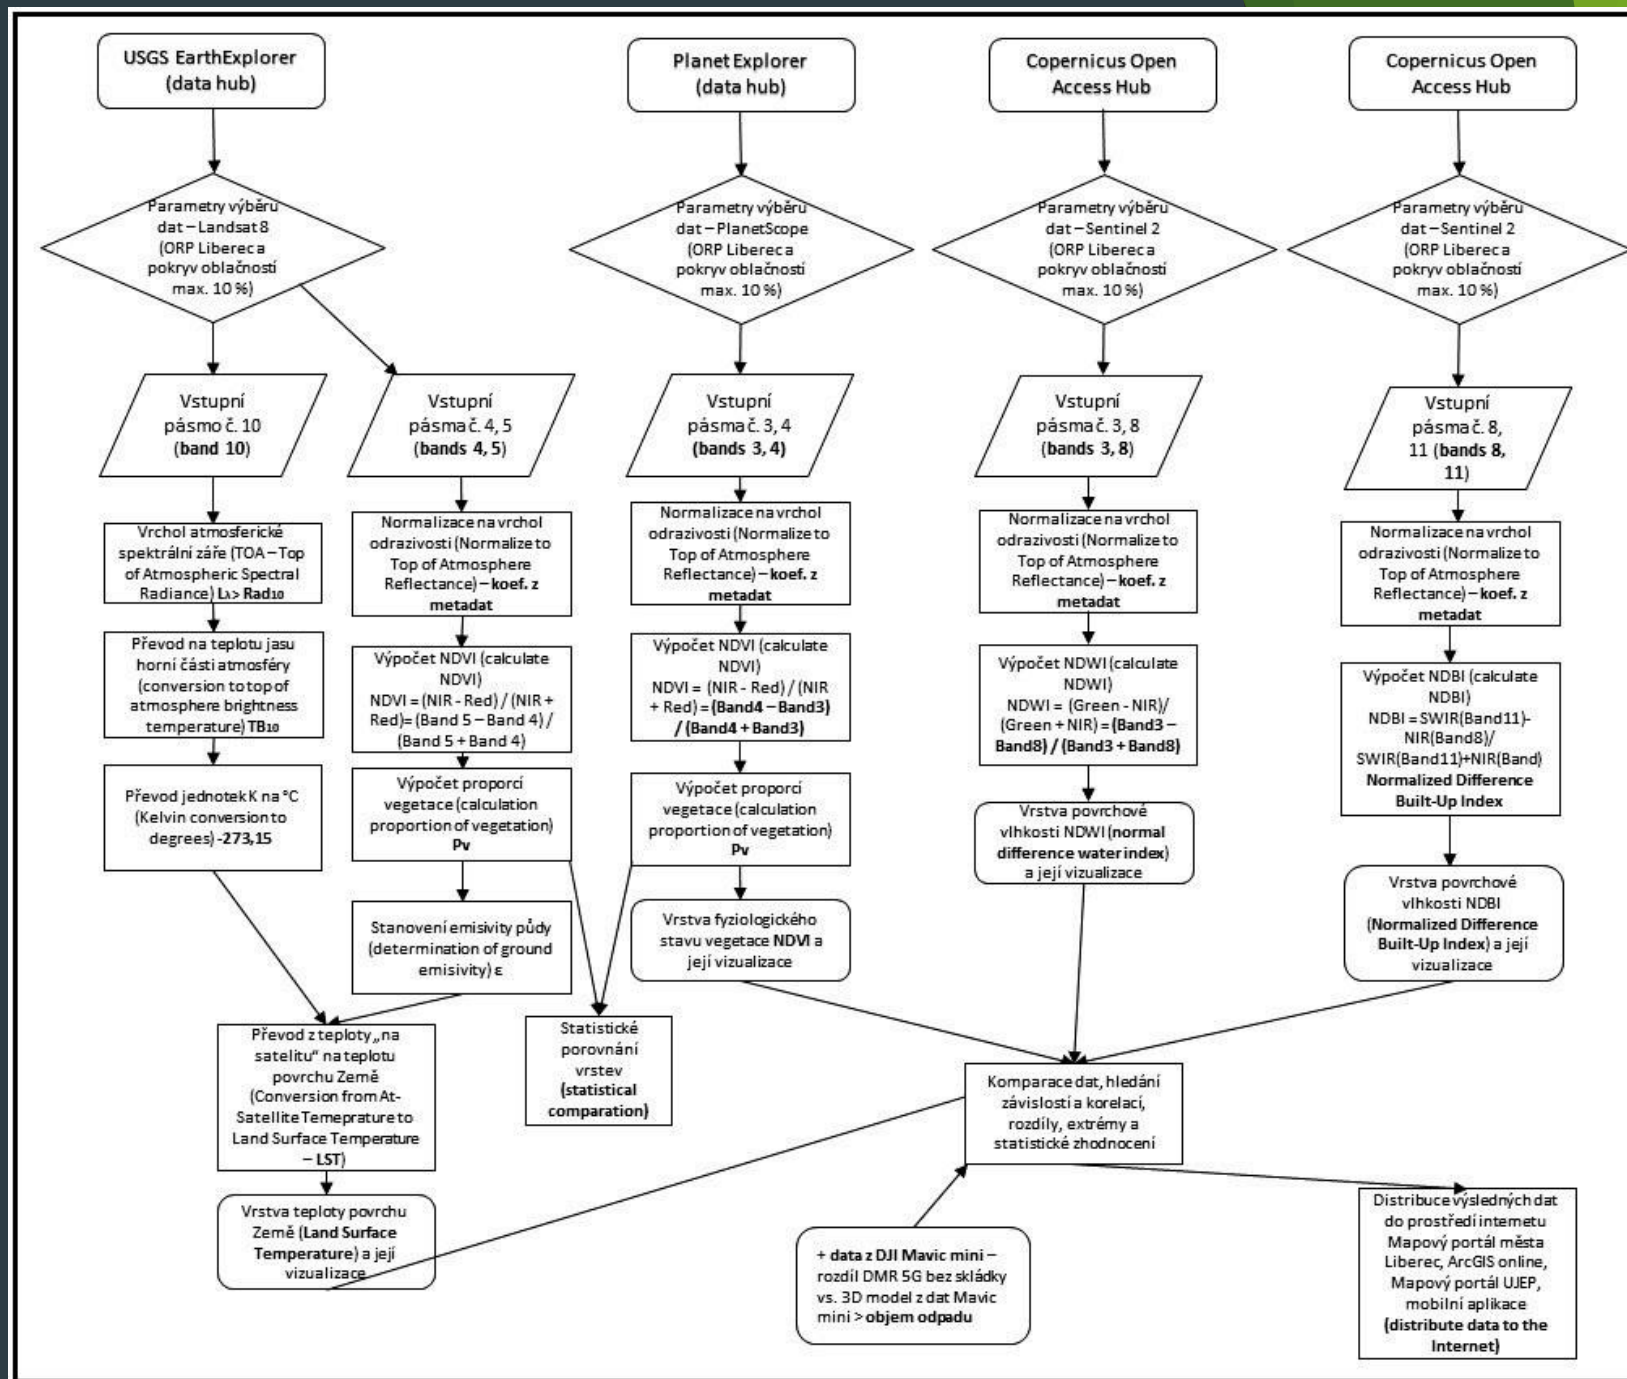 USGS EarthExplorer
(data hub)
Parametry výběru
dat – Landsat 8
(ORP Liberec a
pokryv oblačností
max. 10 %)
Vstupní
pásmo č. 10
(band 10)
Vrchol atmosferické
spektrální záře (TOA – Top
of Atmospheric Spectral
Radiance) Lλ > Rad10
Převod na teplotu jasu
horní části atmosféry
(conversion to top of
atmosphere brightness
temperature) TB10
Převod jednotek K na °C
(Kelvin conversion to
degrees) -273,15
Vstupní
pásma č. 4, 5
(bands 4, 5)
Normalizace na vrchol
odrazivosti (Normalize to
Top of Atmosphere
Reflectance) – koef. z
metadat
Výpočet NDVI (calculate
NDVI)
NDVI = (NIR - Red) / (NIR +
Red)= (Band 5 – Band 4) /
(Band 5 + Band 4)
Výpočet proporcí
vegetace (calculation
proportion of vegetation)
Pv
Stanovení emisivity půdy
(determination of ground
emisivity) ε
Převod z teploty „na
satelitu“ na teplotu
povrchu Země
(Conversion from At-
Satellite Temeprature to
Land Surface Temperature
– LST)
Vrstva teploty povrchu
Země (Land Surface
Temperature) a její
vizualizace
Planet Explorer
(data hub)
Parametry výběru
dat – PlanetScope
(ORP Liberec a
pokryv oblačností
max. 10 %)
Vstupní
pásma č. 3, 4
(bands 3, 4)
Normalizace na vrchol
odrazivosti (Normalize to
Top of Atmosphere
Reflectance) – koef. z
metadat
Výpočet NDVI (calculate
NDVI)
NDVI = (NIR - Red) / (NIR
+ Red) = (Band4 – Band3)
/ (Band4 + Band3)
Výpočet proporcí
vegetace (calculation
proportion of vegetation)
Pv
Vrstva fyziologického
stavu vegetace NDVI a
její vizualizace
Statistické
porovnání
vrstev
(statistical
comparation)
Copernicus Open
Access Hub
Parametry výběru
dat – Sentinel 2
(ORP Liberec a
pokryv oblačností
max. 10 %)
Vstupní
pásma č. 3, 8
(bands 3, 8)
Normalizace na vrchol
odrazivosti (Normalize to
Top of Atmosphere
Reflectance) – koef. z
metadat
Výpočet NDWI (calculate
NDWI)
NDWI = (Green - NIR)/
(Green + NIR) = (Band3 –
Band8) / (Band3 + Band8)
Vrstva povrchové
vlhkosti NDWI (normal
difference water index)
a její vizualizace
Copernicus Open
Access Hub
Parametry výběru
dat – Sentinel 2
(ORP Liberec a
pokryv oblačností
max. 10 %)
Vstupní
pásma č. 8,
11 (bands 8,
11)
Normalizace na vrchol
odrazivosti (Normalize to
Top of Atmosphere
Reflectance) – koef. z
metadat
Výpočet NDBI (calculate
NDBI)
NDBI = SWIR(Band11)-
NIR(Band8)/
SWIR(Band11)+NIR(Band)
Normalized Difference
Built-Up Index
Vrstva povrchové
vlhkosti NDBI
(Normalized Difference
Built-Up Index) a její
vizualizace
Komparace dat, hledání
závislostí a korelací,
rozdíly, extrémy a
statistické zhodnocení
+ data z DJI Mavic mini –
rozdíl DMR 5G bez skládky
vs. 3D model z dat Mavic
mini > objem odpadu
Distribuce výsledných dat
do prostředí internetu
Mapový portál města
Liberec, ArcGIS online,
Mapový portál UJEP,
mobilní aplikace
(distribute data to the
Internet)